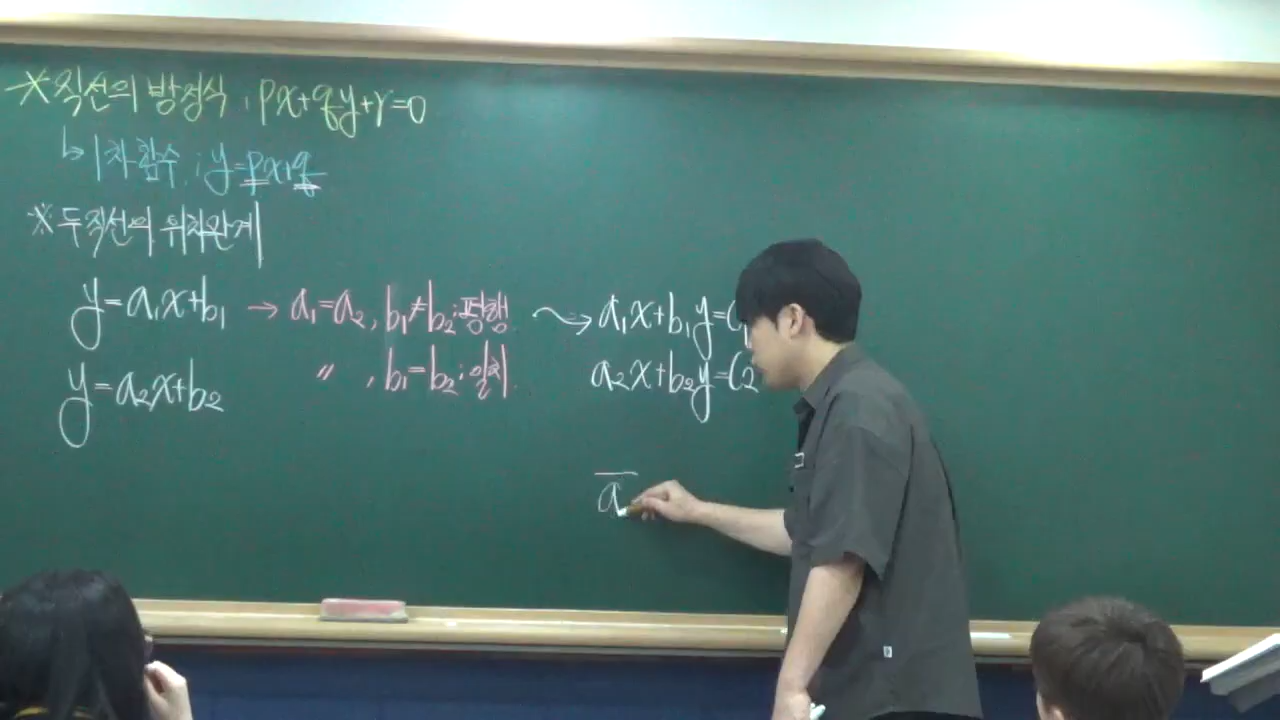 ※ 직선의 방정식 ; px+qy+r=0
↳ 1차함수 ; y=px+q
※ 두 직선의 위치관계
y=a₁x+b₁ → a₁=a₂, b₁≠b₂ ; 평행 ⤳ a₁x+b₁y=C₁
y=a₂x+b₂ 〃 , b₁=b₂ ; 일치 a₂x+b₂y=C₂
a